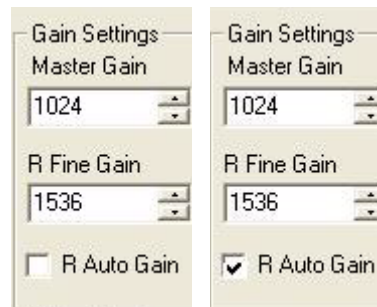 Gain Settings
Master Gain
1024
R Fine Gain
1536
R Auto Gain
Gain Settings
Master Gain
1024
R Fine Gain
1536
R Auto Gain